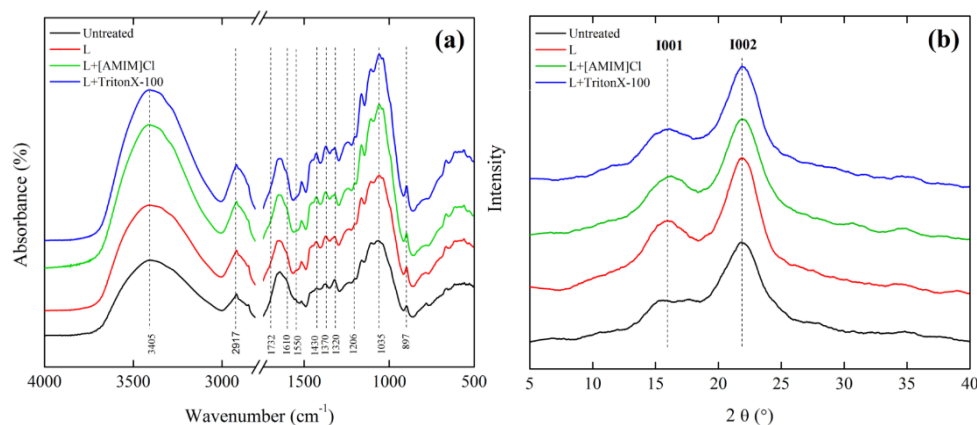 Untreated
L
L+[AMIM]Cl
L+TritonX-100
(a)
Absorbance (%)
3405
2917
1732
1610
1550
1430
1370
1320
1206
1035
897
4000
3500
3000
1500
1000
500
Wavenumber (cm⁻¹)
Untreated
L
L+[AMIM]Cl
L+TritonX-100
I001
I002
(b)
Intensity
5
10
15
20
25
30
35
40
2 θ (°)